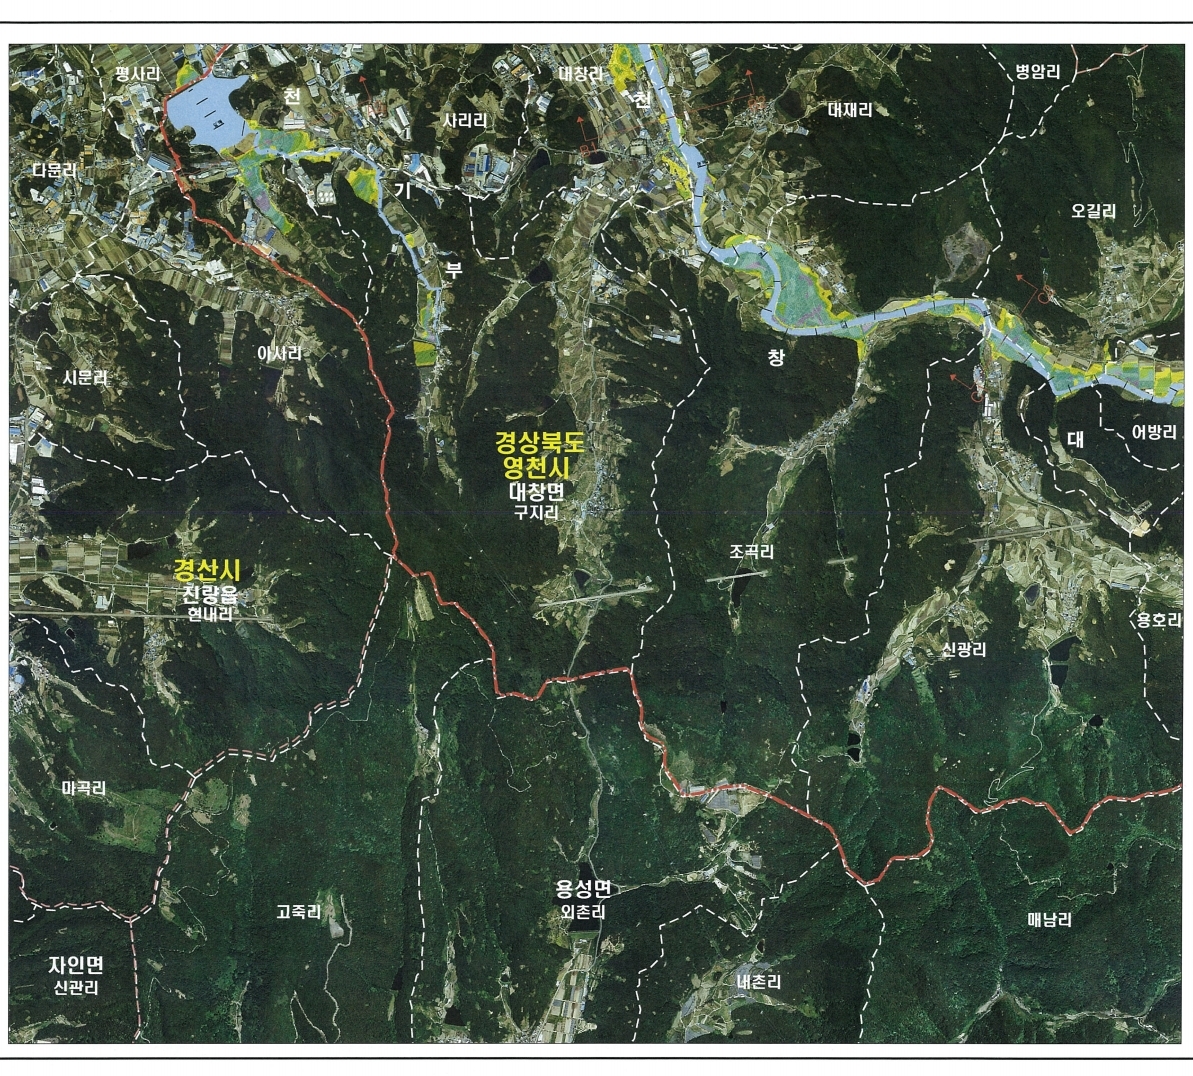 평사리
천
대창리
천
병암리
사리리
대재리
다문리
기
오길리
부
아사리
창
시문리
경상북도
영천시
대창면
구지리
대
어방리
조곡리
경산시
진량읍
현내리
용호리
신광리
마곡리
용성면
외촌리
고죽리
매남리
자인면
신관리
내촌리